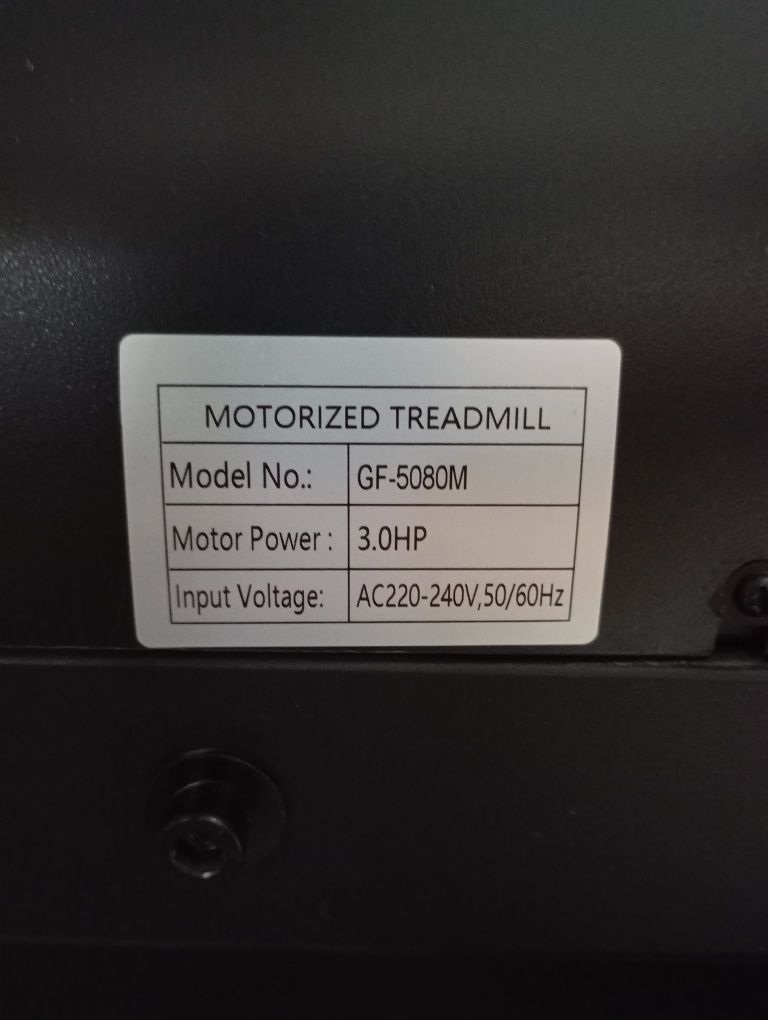 MOTORIZED TREADMILL
Model No.: GF-5080M
Motor Power : 3.0HP
Input Voltage: AC220-240V,50/60Hz